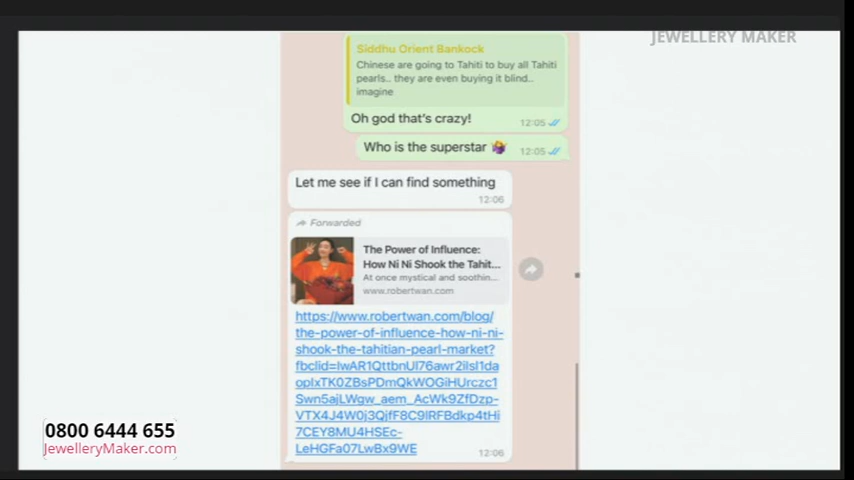 JEWELLERY MAKER
Siddhu Orient Bankock
Chinese are going to Tahiti to buy all Tahiti
pearls.. they are even buying it blind..
imagine
Oh god that's crazy!
12:05
Who is the superstar 🤷‍♀️
12:05
Let me see if I can find something
12:06
Forwarded
The Power of Influence:
How Ni Ni Shook the Tahit...
At once mystical and soothin...
www.robertwan.com
https://www.robertwan.com/blog/
the-power-of-influence-how-ni-ni-
shook-the-tahitian-pearl-market?
fbclid=IwAR1QttbnUl76awr2ilsl1da
opIxTK0ZBsPDmQkWOGiHUrczc1
Swn5ajLWgw_aem_AcWk9ZfDzp-
VTX4J4W0j3QjfF8C9lRFBdkp4tHi
7CEY8MU4HSEc-
LeHGFa07LwBx9WE
12:06
0800 6444 655
JewelleryMaker.com